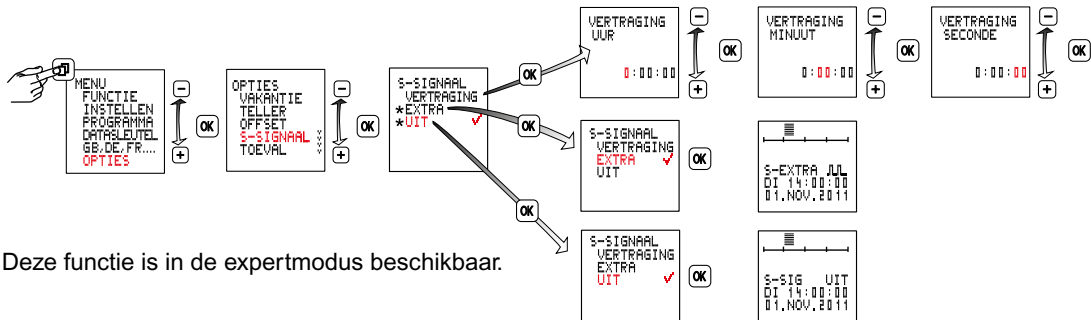 MENU
FUNCTIE
INSTELLEN
PROGRAMMA
DATASLEUTEL
GB,DE,FR....
OPTIES
−
OK
+
OPTIES
VAKANTIE
TELLER
OFFSET
S-SIGNAAL
TOEVAL
−
OK
+
S-SIGNAAL
VERTRAGING
*EXTRA
*UIT ✓
OK
OK
OK
VERTRAGING
UUR
0:00:00
−
OK
+
VERTRAGING
MINUUT
0:00:00
−
OK
+
VERTRAGING
SECONDE
0:00:00
−
OK
+
S-SIGNAAL
VERTRAGING
EXTRA ✓
UIT
OK
S-EXTRA
DI 14:00:00
01.NOV.2011
S-SIGNAAL
VERTRAGING
EXTRA
UIT ✓
OK
S-SIG UIT
DI 14:00:00
01.NOV.2011
Deze functie is in de expertmodus beschikbaar.